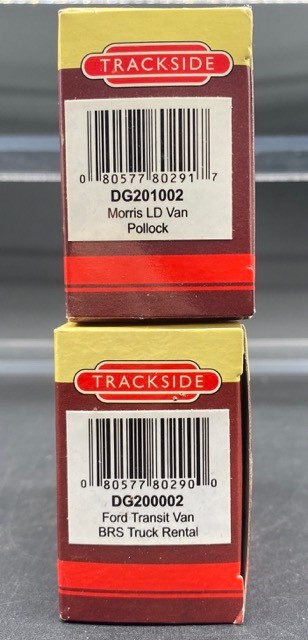 TRACKSIDE
0 80577 80291 7
DG201002
Morris LD Van
Pollock
TRACKSIDE
0 80577 80290 0
DG200002
Ford Transit Van
BRS Truck Rental